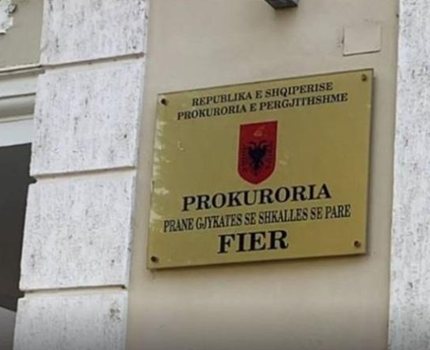 REPUBLIKA E SHQIPERISE
PROKURORIA E PERGJITHSHME
PROKURORIA
PRANE GJYKATES SE SHKALLES SE PARE
FIER